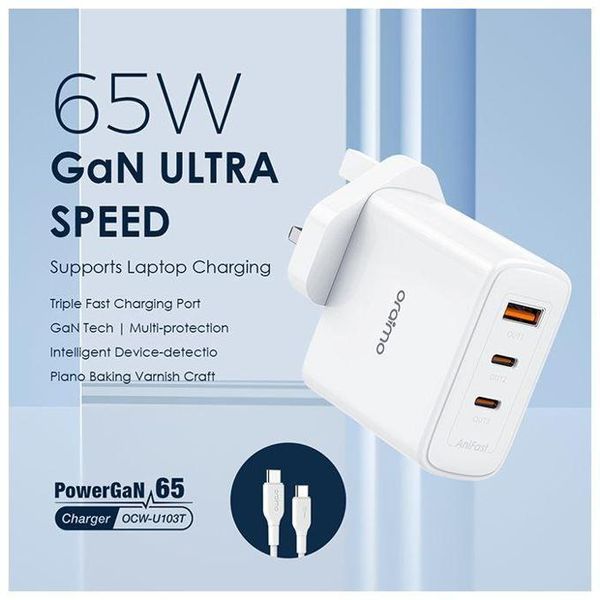 65W
GaN ULTRA
SPEED
Supports Laptop Charging
Triple Fast Charging Port
GaN Tech | Multi-protection
Intelligent Device-detectio
Piano Baking Varnish Craft
oraimo
OUT1
OUT2
OUT3
AniFast
PowerGaN 65
Charger OCW-U103T
oraimo